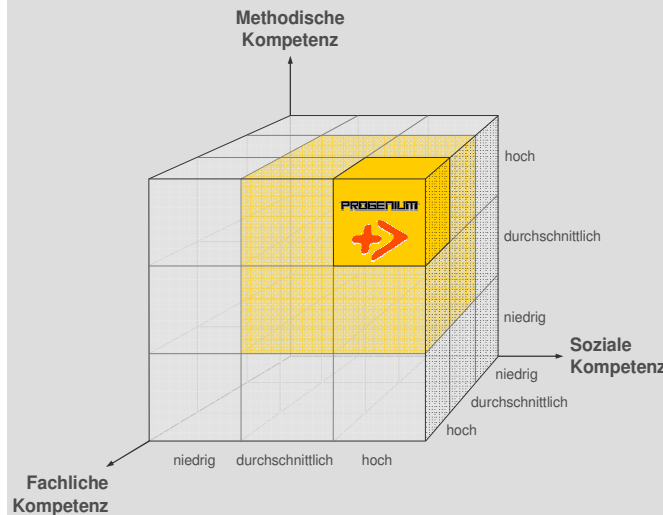 Methodische
Kompetenz
hoch
PROGENIUM
durchschnittlich
niedrig
Soziale
Kompetenz
niedrig
durchschnittlich
hoch
niedrig durchschnittlich hoch
Fachliche
Kompetenz